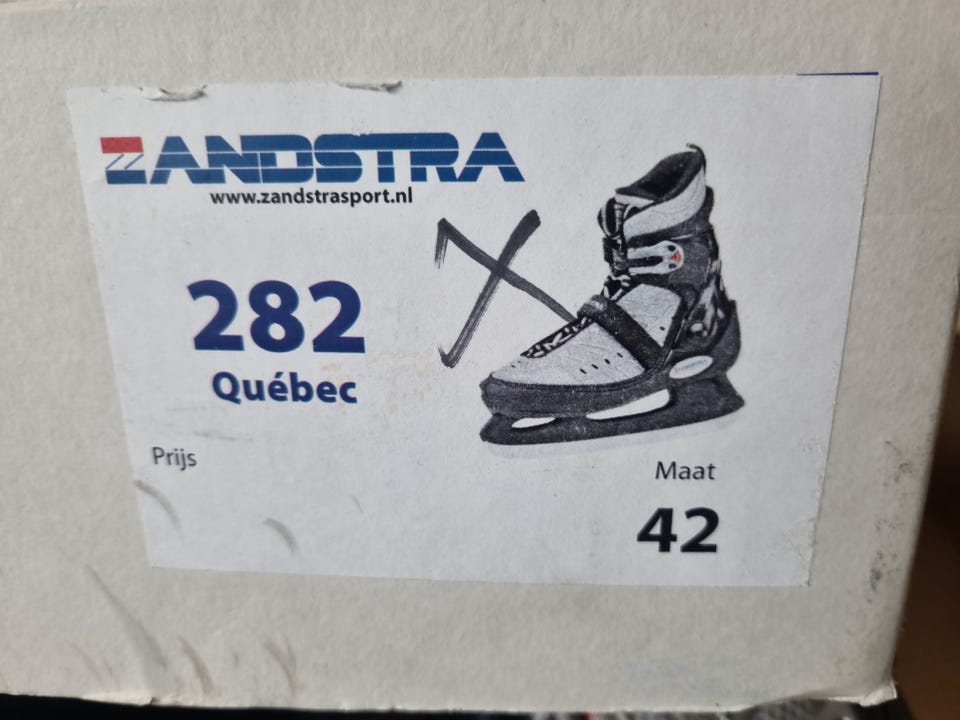 ZANDSTRA
www.zandstrasport.nl
X
282
Québec
Prijs
Maat
42